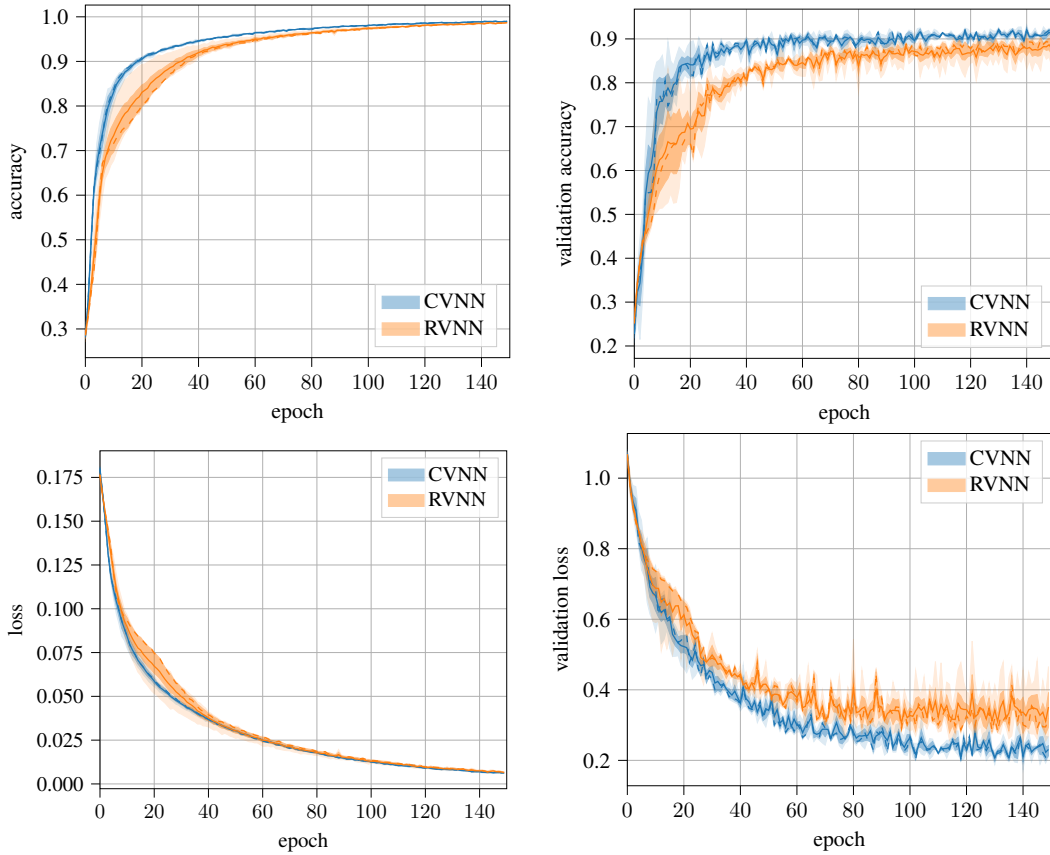 1.0
0.9
0.8
0.7
0.6
0.5
0.4
0.3
accuracy
CVNN
RVNN
0 20 40 60 80 100 120 140
epoch
0.9
0.8
0.7
0.6
0.5
0.4
0.3
0.2
validation accuracy
CVNN
RVNN
0 20 40 60 80 100 120 140
epoch
0.175
0.150
0.125
0.100
0.075
0.050
0.025
0.000
loss
CVNN
RVNN
0 20 40 60 80 100 120 140
epoch
1.0
0.8
0.6
0.4
0.2
validation loss
CVNN
RVNN
0 20 40 60 80 100 120 140
epoch